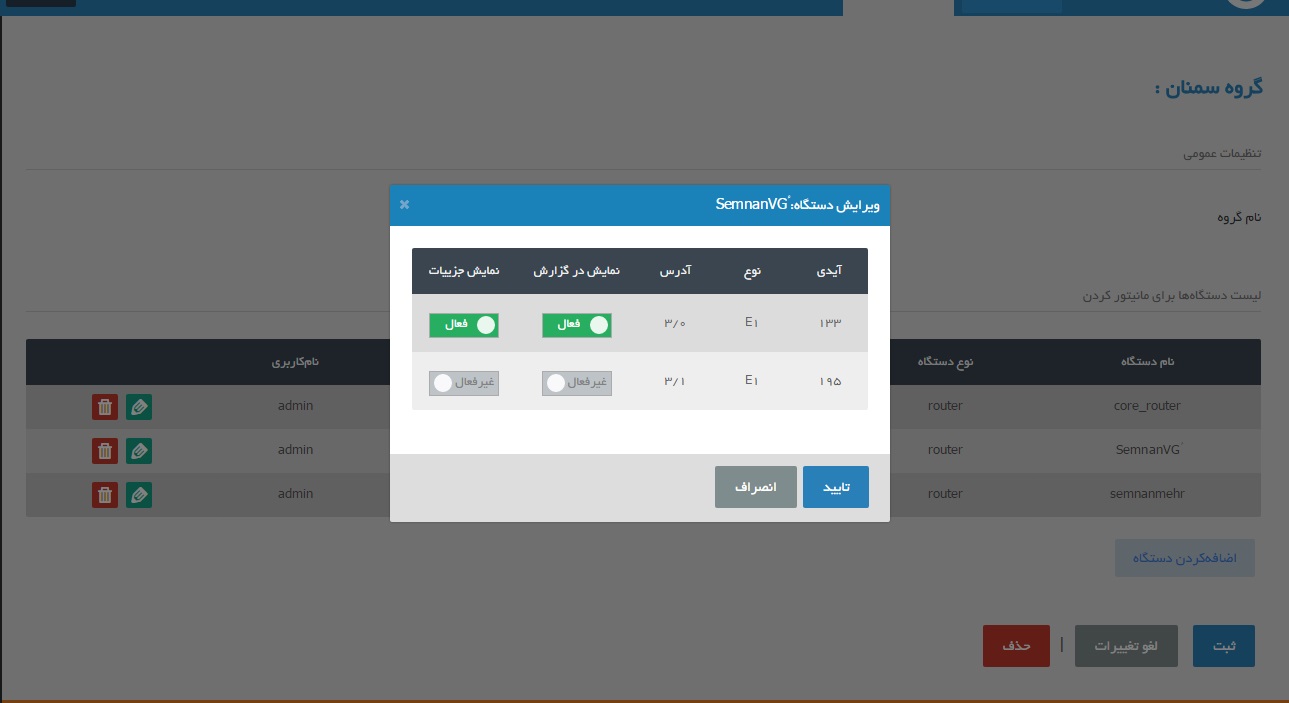 گروه سمنان :
تنظیمات عمومی
نام گروه
لیست دستگاه‌ها برای مانیتور کردن
نام دستگاه نوع دستگاه نام‌کاربری
core_router router admin
SemnanVG router admin
semnanmehr router admin
اضافه‌کردن دستگاه
ثبت لغو تغییرات | حذف
ویرایش دستگاه: SemnanVG
آیدی نوع آدرس نمایش در گزارش نمایش جزییات
۱۳۳ E۱ ۳/۰ فعال فعال
۱۹۵ E۱ ۳/۱ غیرفعال غیرفعال
تایید انصراف